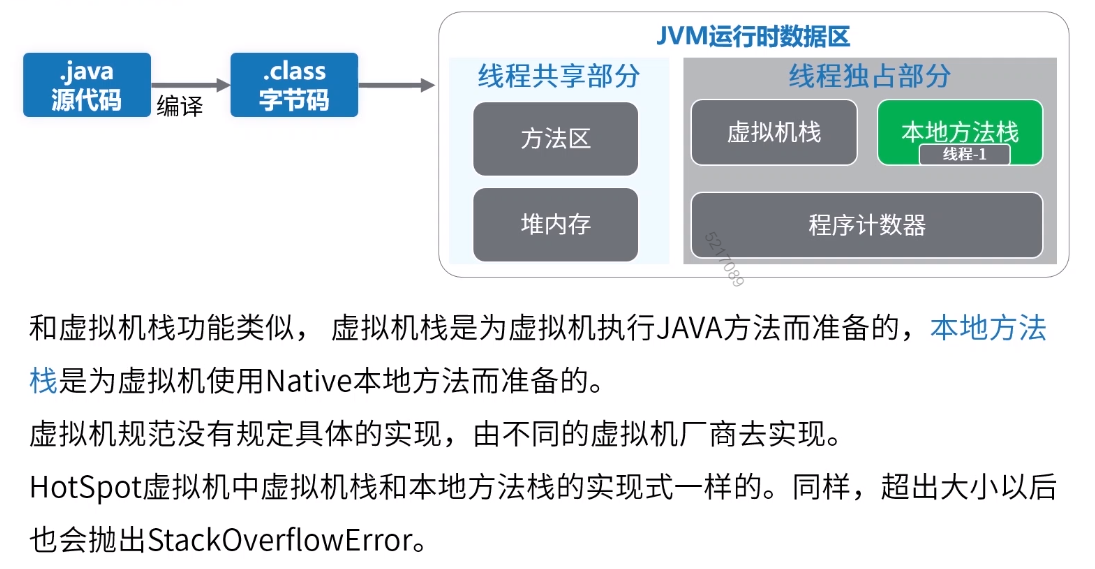 JVM运行时数据区
.java
源代码
编译
.class
字节码
线程共享部分
方法区
堆内存
线程独占部分
虚拟机栈
本地方法栈
线程-1
程序计数器
5217089
和虚拟机栈功能类似， 虚拟机栈是为虚拟机执行JAVA方法而准备的，本地方法
栈是为虚拟机使用Native本地方法而准备的。
虚拟机规范没有规定具体的实现，由不同的虚拟机厂商去实现。
HotSpot虚拟机中虚拟机栈和本地方法栈的实现式一样的。同样，超出大小以后
也会抛出StackOverflowError。